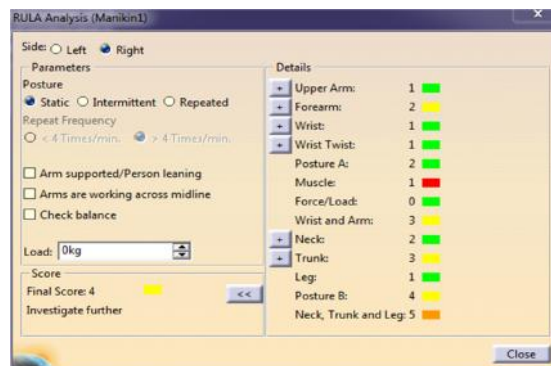 RULA Analysis (Manikin1)
Side: Left Right
Parameters
Posture
Static Intermittent Repeated
Repeat Frequency
< 4 Times/min. > 4 Times/min.
Arm supported/Person leaning
Arms are working across midline
Check balance
Load: 0kg
Score
Final Score: 4
Investigate further
<<
Details
+ Upper Arm: 1
+ Forearm: 2
+ Wrist: 1
+ Wrist Twist: 1
Posture A: 2
Muscle: 1
Force/Load: 0
Wrist and Arm: 3
+ Neck: 2
+ Trunk: 3
Leg: 1
Posture B: 4
Neck, Trunk and Leg: 5
Close